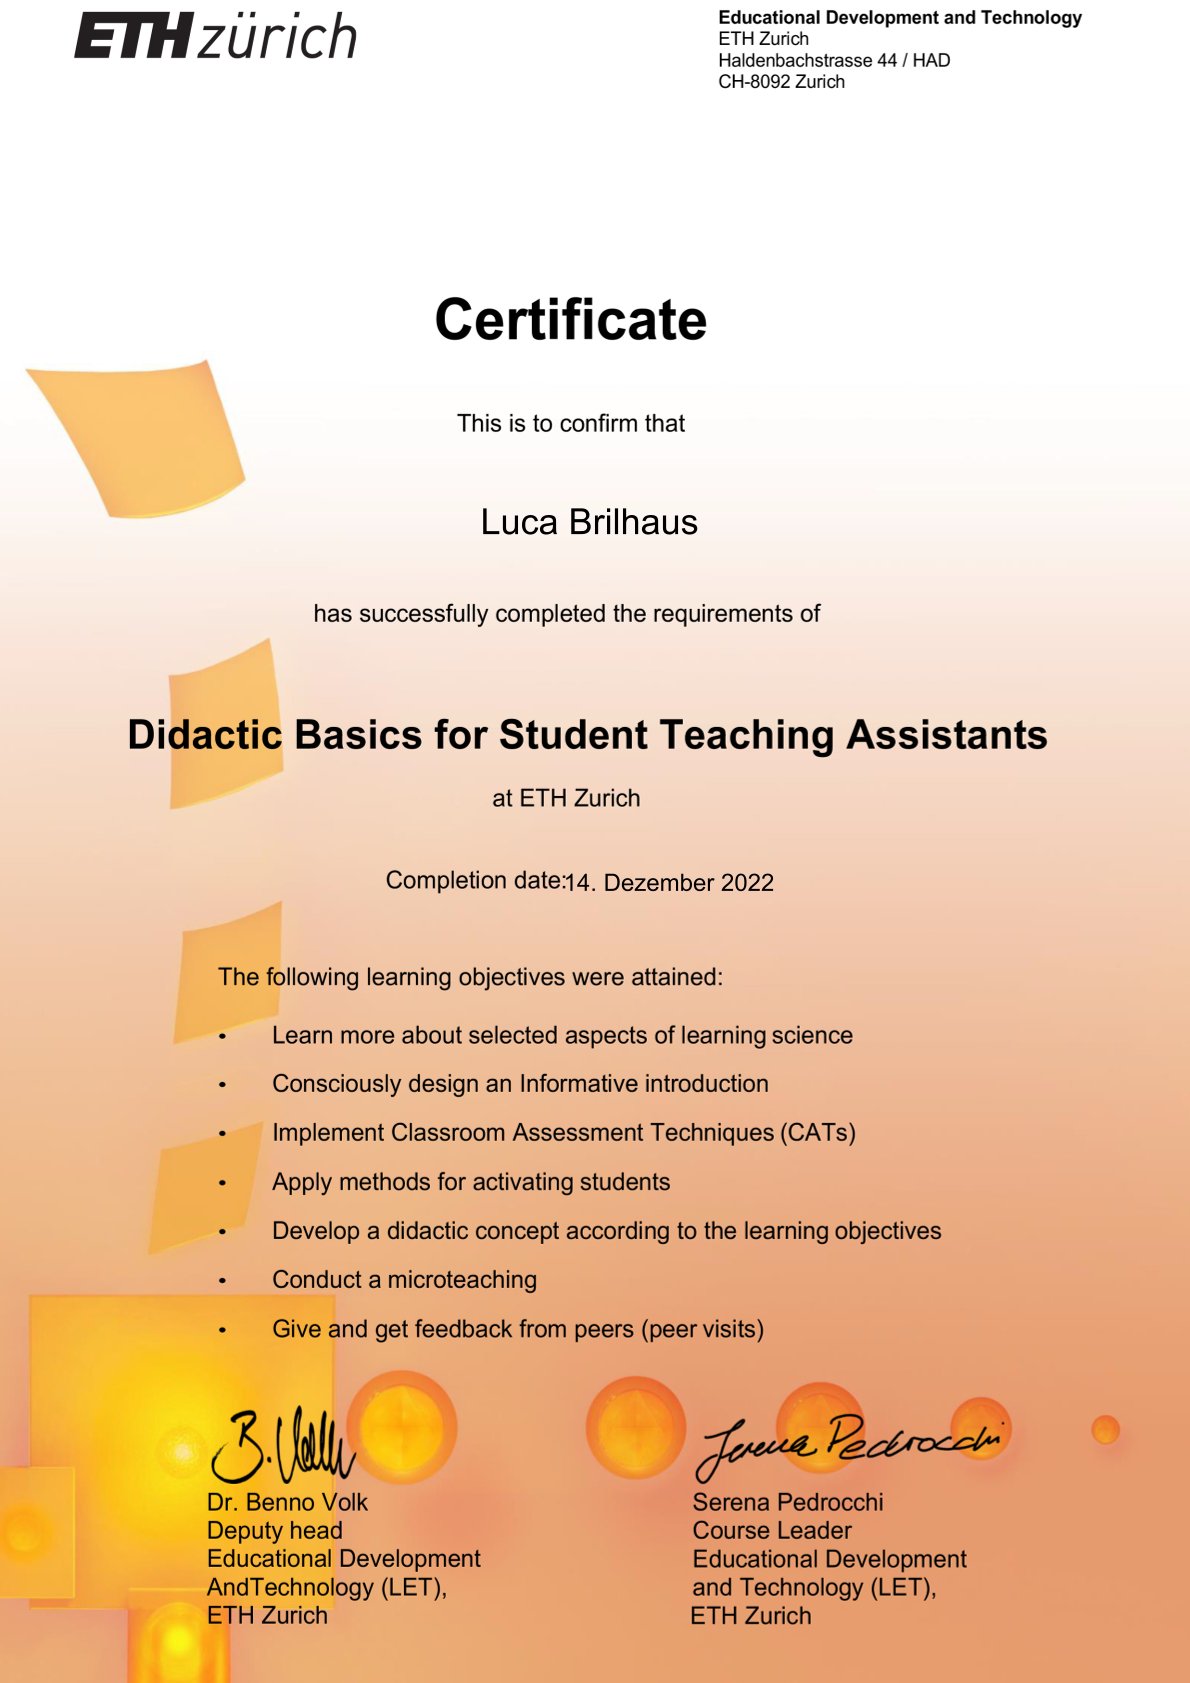 ETH zürich
Educational Development and Technology
ETH Zurich
Haldenbachstrasse 44 / HAD
CH-8092 Zurich
Certificate
This is to confirm that
Luca Brilhaus
has successfully completed the requirements of
Didactic Basics for Student Teaching Assistants
at ETH Zurich
Completion date:14. Dezember 2022
The following learning objectives were attained:
• Learn more about selected aspects of learning science
• Consciously design an Informative introduction
• Implement Classroom Assessment Techniques (CATs)
• Apply methods for activating students
• Develop a didactic concept according to the learning objectives
• Conduct a microteaching
• Give and get feedback from peers (peer visits)
B. Volk
Dr. Benno Volk
Deputy head
Educational Development
AndTechnology (LET),
ETH Zurich
Serena Pedrocchi
Serena Pedrocchi
Course Leader
Educational Development
and Technology (LET),
ETH Zurich